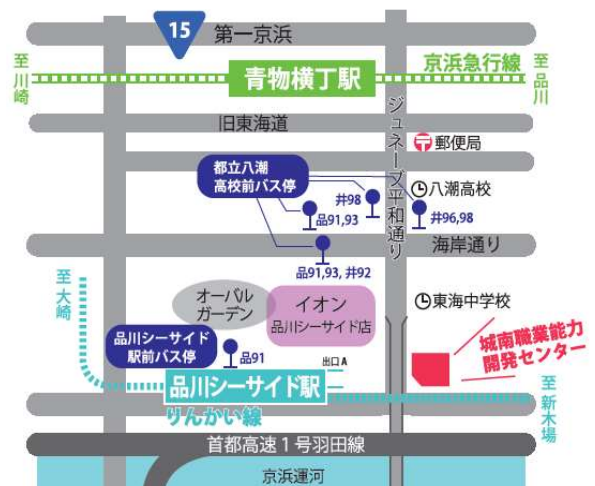 15
第一京浜
至川崎
青物横丁駅
京浜急行線
至品川
旧東海道
ジュネーブ平和通り
郵便局
都立八潮
高校前バス停
井98
八潮高校
品91,93
井96,98
海岸通り
品91,93, 井92
至大崎
オーバル
ガーデン
イオン
品川シーサイド店
東海中学校
品川シーサイド
駅前バス停
品91
出口A
城南職業能力
開発センター
品川シーサイド駅
りんかい線
至新木場
首都高速1号羽田線
京浜運河